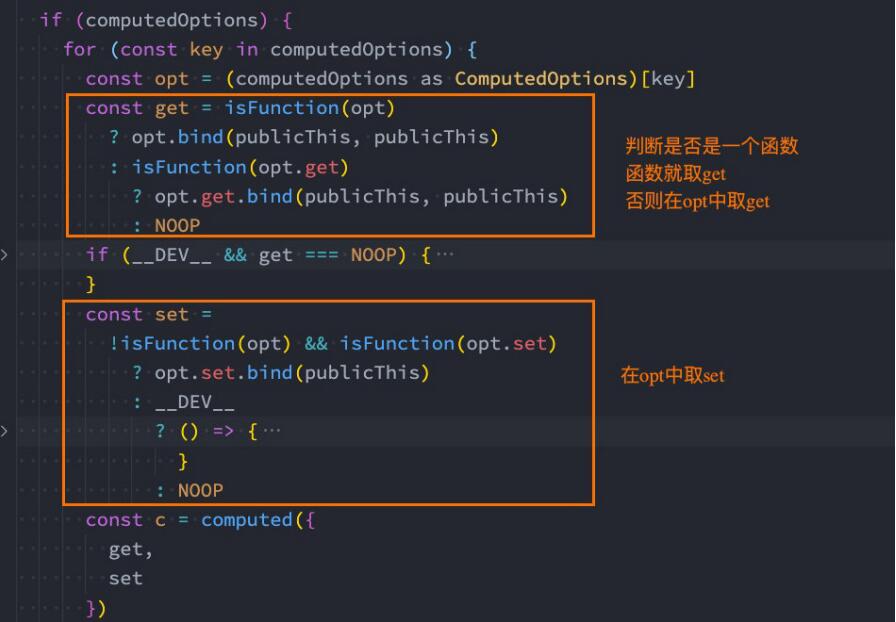 if (computedOptions) {
for (const key in computedOptions) {
const opt = (computedOptions as ComputedOptions)[key]
const get = isFunction(opt)
? opt.bind(publicThis, publicThis)
: isFunction(opt.get)
? opt.get.bind(publicThis, publicThis)
: NOOP
判断是否是一个函数
函数就取get
否则在opt中取get
if (__DEV__ && get === NOOP) {…
}
const set =
!isFunction(opt) && isFunction(opt.set)
? opt.set.bind(publicThis)
: __DEV__
? () => {…
}
: NOOP
在opt中取set
const c = computed({
get,
set
})